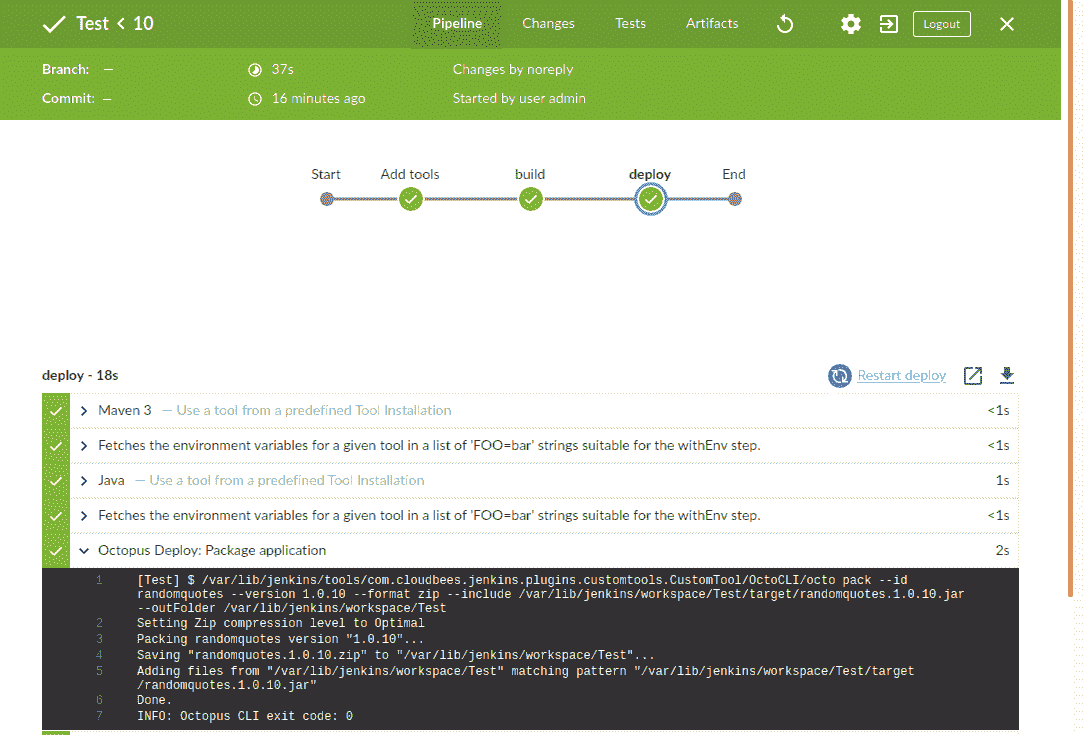 Test < 10
Pipeline
Changes
Tests
Artifacts
Logout
Branch: —
37s
Changes by noreply
Commit: —
16 minutes ago
Started by user admin
Start
Add tools
build
deploy
End
deploy - 18s
Restart deploy
Maven 3 — Use a tool from a predefined Tool Installation
<1s
Fetches the environment variables for a given tool in a list of 'FOO=bar' strings suitable for the withEnv step.
<1s
Java — Use a tool from a predefined Tool Installation
1s
Fetches the environment variables for a given tool in a list of 'FOO=bar' strings suitable for the withEnv step.
<1s
Octopus Deploy: Package application
2s
1 [Test] $ /var/lib/jenkins/tools/com.cloudbees.jenkins.plugins.customtools.CustomTool/OctoCLI/octo pack --id
randomquotes --version 1.0.10 --format zip --include /var/lib/jenkins/workspace/Test/target/randomquotes.1.0.10.jar
--outFolder /var/lib/jenkins/workspace/Test
2 Setting Zip compression level to Optimal
3 Packing randomquotes version "1.0.10"...
4 Saving "randomquotes.1.0.10.zip" to "/var/lib/jenkins/workspace/Test"...
5 Adding files from "/var/lib/jenkins/workspace/Test" matching pattern "/var/lib/jenkins/workspace/Test/target
/randomquotes.1.0.10.jar"
6 Done.
7 INFO: Octopus CLI exit code: 0